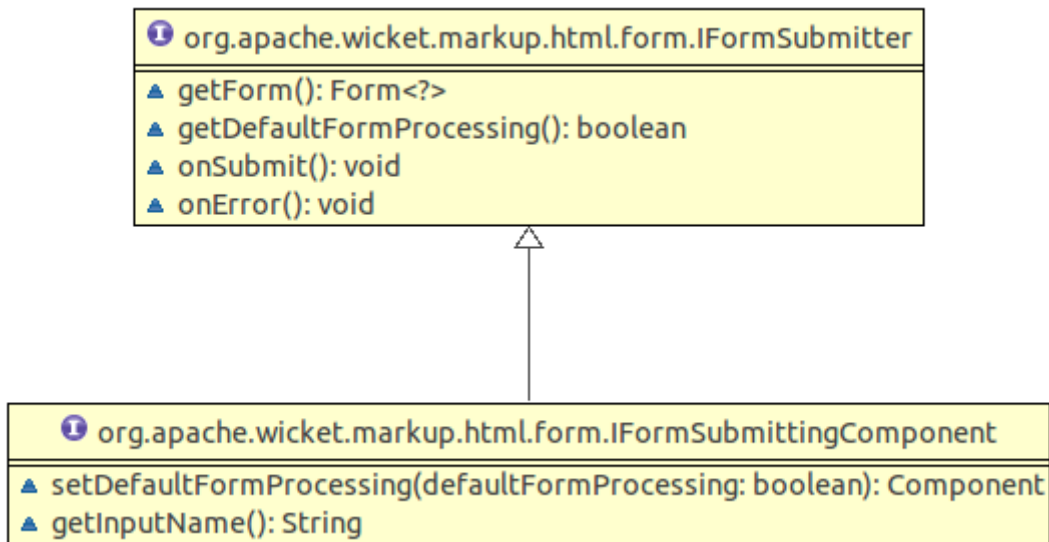 I org.apache.wicket.markup.html.form.IFormSubmitter
getForm(): Form<?>
getDefaultFormProcessing(): boolean
onSubmit(): void
onError(): void
I org.apache.wicket.markup.html.form.IFormSubmittingComponent
setDefaultFormProcessing(defaultFormProcessing: boolean): Component
getInputName(): String